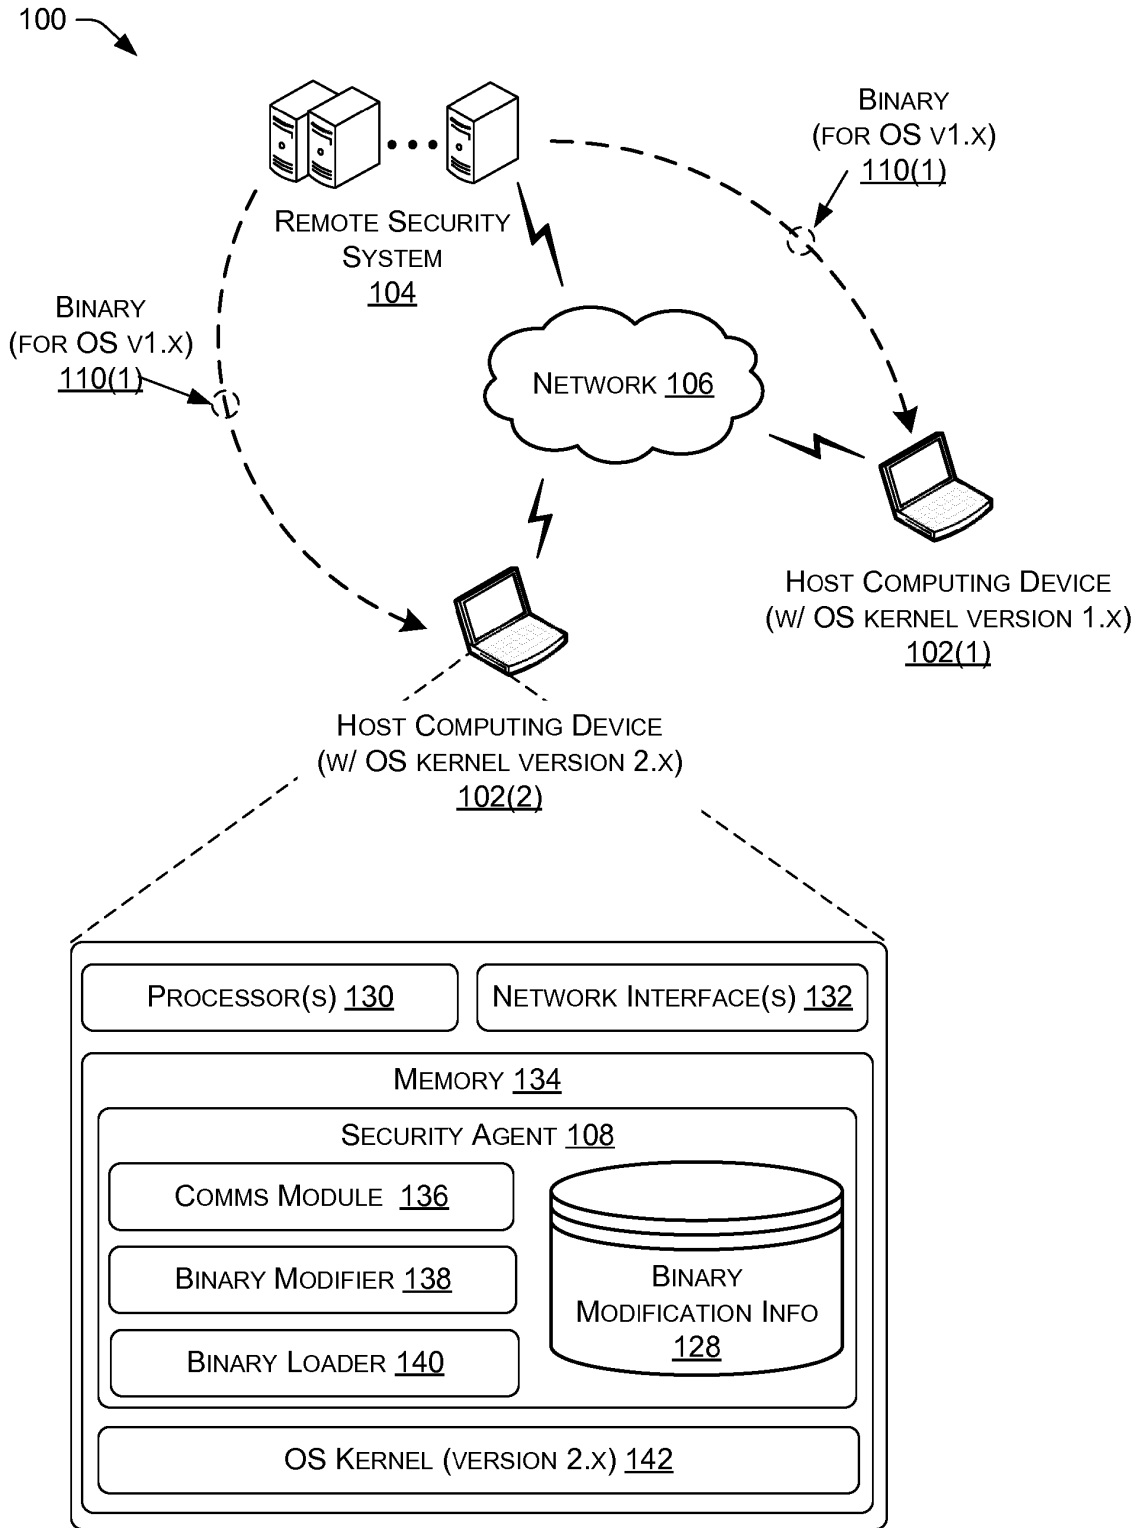 100
BINARY
(FOR OS V1.X)
110(1)
REMOTE SECURITY
SYSTEM
104
BINARY
(FOR OS V1.X)
110(1)
NETWORK 106
HOST COMPUTING DEVICE
(W/ OS KERNEL VERSION 1.X)
102(1)
HOST COMPUTING DEVICE
(W/ OS KERNEL VERSION 2.X)
102(2)
PROCESSOR(S) 130
NETWORK INTERFACE(S) 132
MEMORY 134
SECURITY AGENT 108
COMMS MODULE 136
BINARY MODIFIER 138
BINARY LOADER 140
BINARY
MODIFICATION INFO
128
OS KERNEL (VERSION 2.X) 142